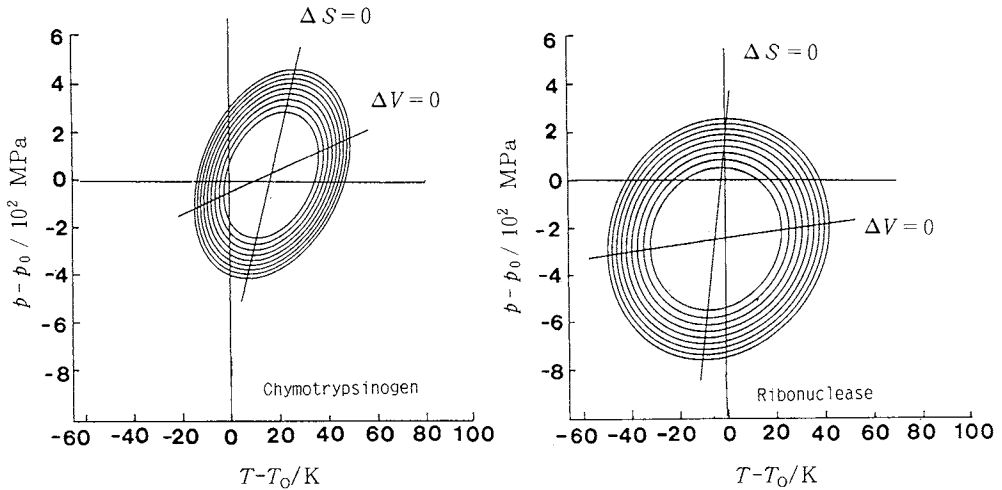 ΔS = 0
ΔV = 0
p - p₀ / 10² MPa
6
4
2
0
-2
-4
-6
-8
Chymotrypsinogen
-60 -40 -20 0 20 40 60 80 100
T-T₀/K
ΔS = 0
ΔV = 0
p - p₀ / 10² MPa
6
4
2
0
-2
-4
-6
-8
Ribonuclease
-60 -40 -20 0 20 40 60 80 100
T-T₀/K